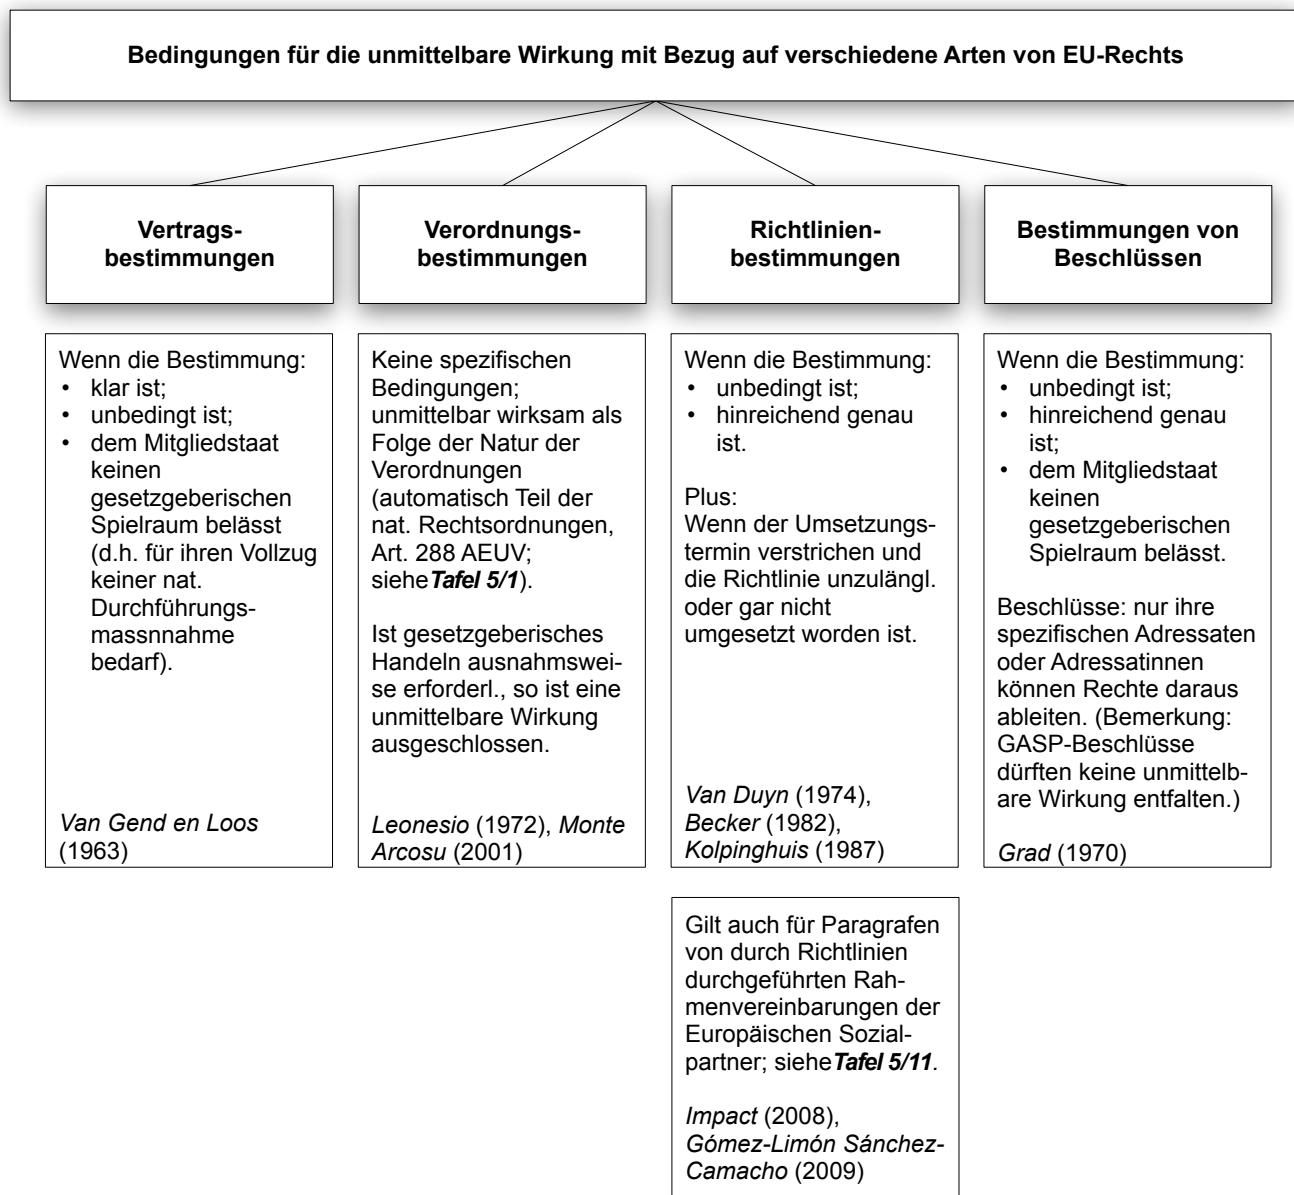 Bedingungen für die unmittelbare Wirkung mit Bezug auf verschiedene Arten von EU-Rechts
Vertrags-
bestimmungen
Wenn die Bestimmung:
• klar ist;
• unbedingt ist;
• dem Mitgliedstaat
keinen
gesetzgeberischen
Spielraum belässt
(d.h. für ihren Vollzug
keiner nat.
Durchführungs-
massnnahme
bedarf).
Van Gend en Loos
(1963)
Verordnungs-
bestimmungen
Keine spezifischen
Bedingungen;
unmittelbar wirksam als
Folge der Natur der
Verordnungen
(automatisch Teil der
nat. Rechtsordnungen,
Art. 288 AEUV;
siehe Tafel 5/1).
Ist gesetzgeberisches
Handeln ausnahmswei-
se erforderl., so ist eine
unmittelbare Wirkung
ausgeschlossen.
Leonesio (1972), Monte
Arcosu (2001)
Richtlinien-
bestimmungen
Wenn die Bestimmung:
• unbedingt ist;
• hinreichend genau
ist.
Plus:
Wenn der Umsetzungs-
termin verstrichen und
die Richtlinie unzulängl.
oder gar nicht
umgesetzt worden ist.
Van Duyn (1974),
Becker (1982),
Kolpinghuis (1987)
Gilt auch für Paragrafen
von durch Richtlinien
durchgeführten Rah-
menvereinbarungen der
Europäischen Sozial-
partner; siehe Tafel 5/11.
Impact (2008),
Gómez-Limón Sánchez-
Camacho (2009)
Bestimmungen von
Beschlüssen
Wenn die Bestimmung:
• unbedingt ist;
• hinreichend genau
ist;
• dem Mitgliedstaat
keinen
gesetzgeberischen
Spielraum belässt.
Beschlüsse: nur ihre
spezifischen Adressaten
oder Adressatinnen
können Rechte daraus
ableiten. (Bemerkung:
GASP-Beschlüsse
dürften keine unmittelb-
are Wirkung entfalten.)
Grad (1970)